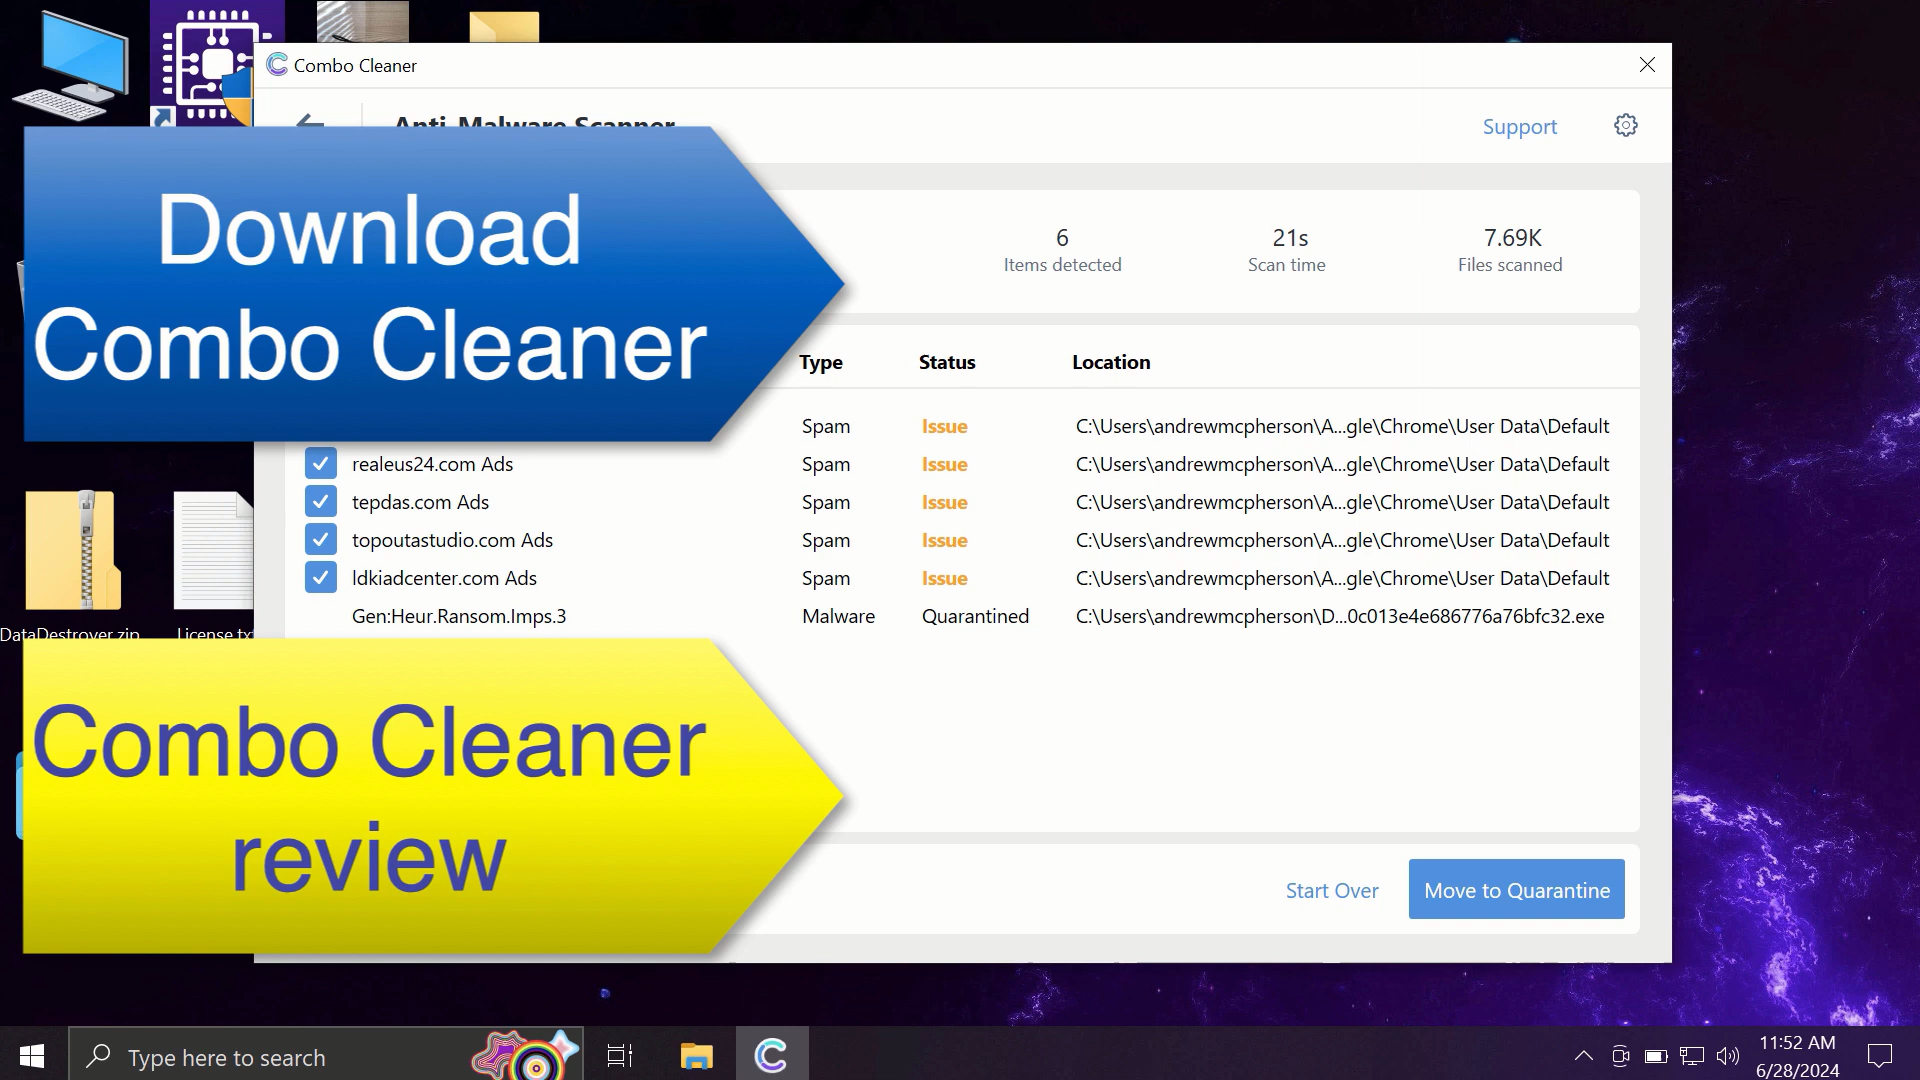 Combo Cleaner
Anti-Malware Scanner
Support
Download
Combo Cleaner
6
21s
7.69K
Items detected
Scan time
Files scanned
Type Status Location
Spam Issue C:\Users\andrewmcpherson\A...gle\Chrome\User Data\Default
realeus24.com Ads Spam Issue C:\Users\andrewmcpherson\A...gle\Chrome\User Data\Default
tepdas.com Ads Spam Issue C:\Users\andrewmcpherson\A...gle\Chrome\User Data\Default
topoutastudio.com Ads Spam Issue C:\Users\andrewmcpherson\A...gle\Chrome\User Data\Default
ldkiadcenter.com Ads Spam Issue C:\Users\andrewmcpherson\A...gle\Chrome\User Data\Default
Gen:Heur.Ransom.Imps.3 Malware Quarantined C:\Users\andrewmcpherson\D...0c013e4e686776a76bfc32.exe
DataDestroyer.zip
License.tx
Combo Cleaner
review
Start Over
Move to Quarantine
Type here to search
11:52 AM
6/28/2024